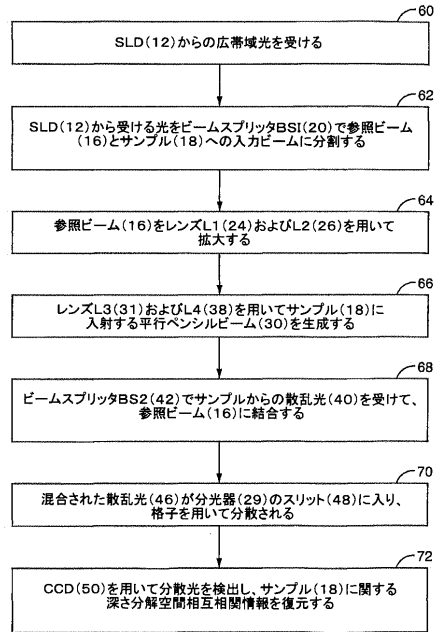 60
SLD(12)からの広帯域光を受ける
62
SLD(12)から受ける光をビームスプリッタBSI(20)で参照ビーム
(16)とサンプル(18)への入力ビームに分割する
64
参照ビーム(16)をレンズL1(24)およびL2(26)を用いて
拡大する
66
レンズL3(31)およびL4(38)を用いてサンプル(18)に
入射する平行ペンシルビーム(30)を生成する
68
ビームスプリッタBS2(42)でサンプルからの散乱光(40)を受けて、
参照ビーム(16)に結合する
70
混合された散乱光(46)が分光器(29)のスリット(48)に入り、
格子を用いて分散される
72
CCD(50)を用いて分散光を検出し、サンプル(18)に関する
深さ分解空間相互相関情報を復元する